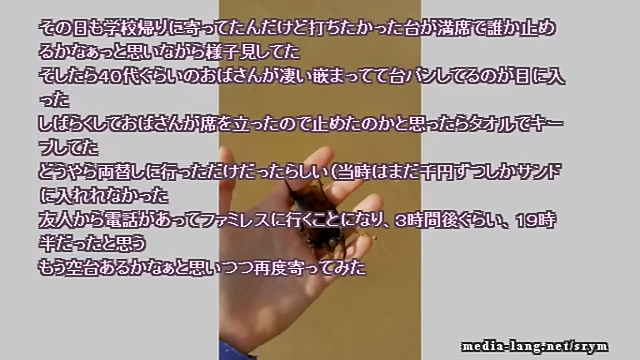 その日も学校帰りに寄ってたんだけど打ちたかった台が満席で誰か止め
るかなぁっと思いながら様子見してた
そしたら40代ぐらいのおばさんが凄い嵌まってて台パンしてるのが目に入
った
しばらくしておばさんが席を立ったので止めたのかと思ったらタオルでキー
プしてた
どうやら両替しに行っただけだったらしい（当時はまだ千円ずつしかサンド
に入れれなかった
友人から電話があってファミレスに行くことになり、3時間後ぐらい、19時
半だったと思う
もう空台あるかなぁと思いつつ再度寄ってみた
media-lang.net/srym